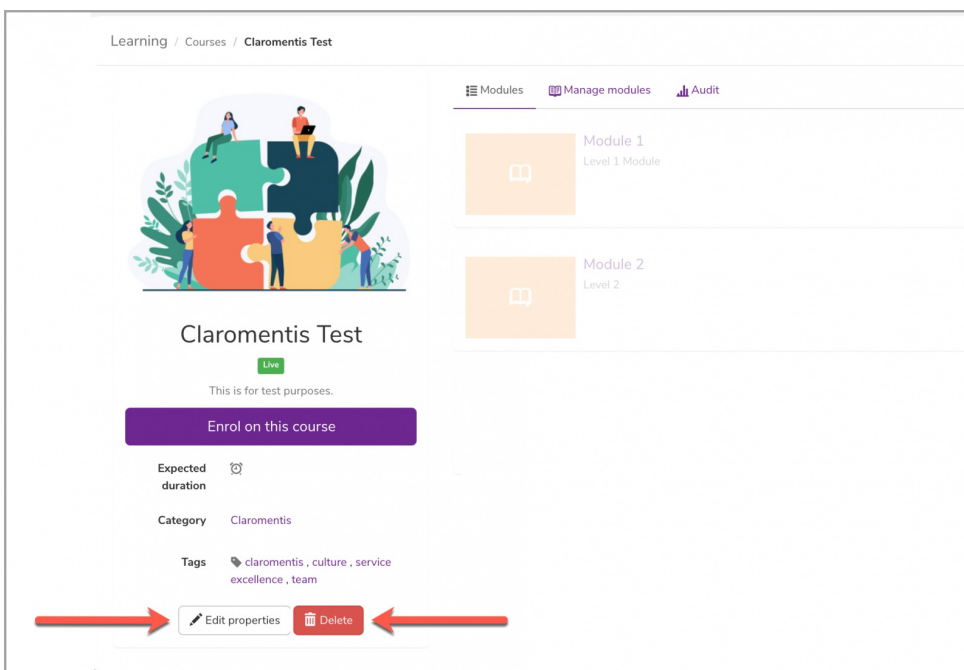 Learning / Courses / Claromentis Test
Modules
Manage modules
Audit
Module 1
Level 1 Module
Module 2
Level 2
Claromentis Test
Live
This is for test purposes.
Enrol on this course
Expected
duration
Category
Claromentis
Tags
claromentis , culture , service
excellence , team
Edit properties
Delete